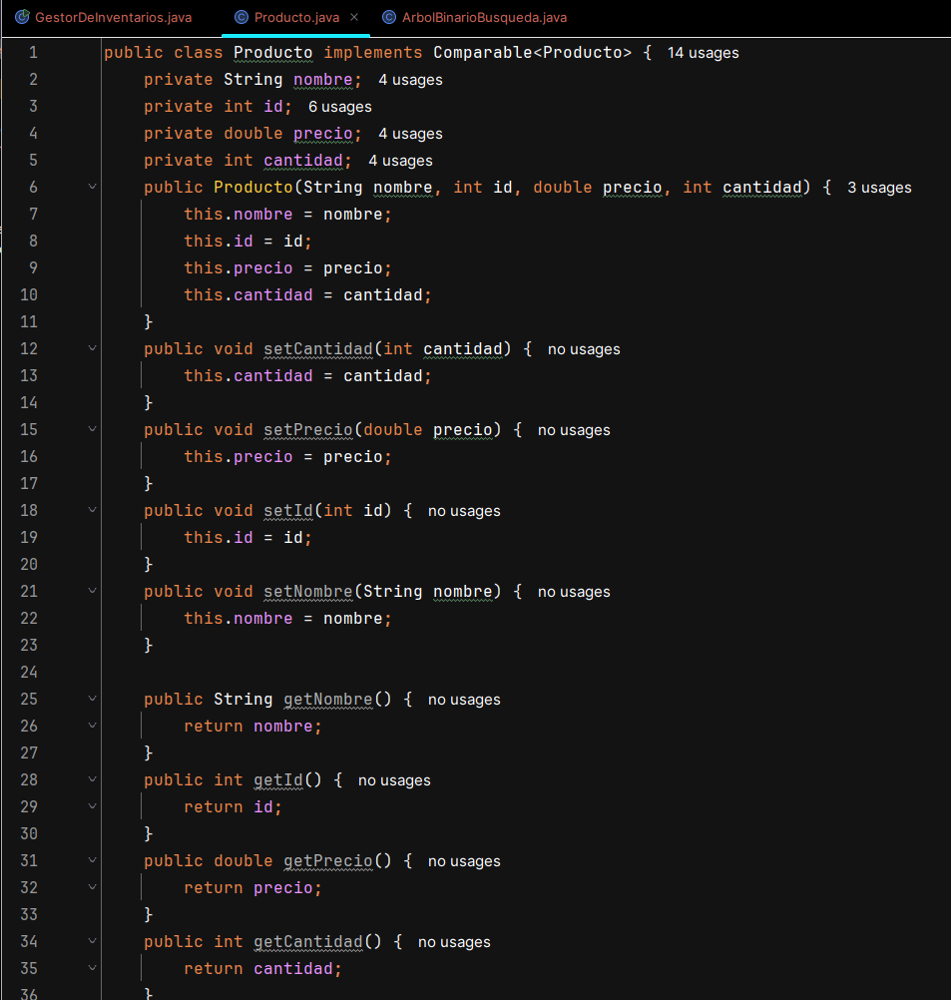 GestorDeInventarios.java Producto.java × ArbolBinarioBusqueda.java
1 public class Producto implements Comparable<Producto> { 14 usages
2 private String nombre; 4 usages
3 private int id; 6 usages
4 private double precio; 4 usages
5 private int cantidad; 4 usages
6 public Producto(String nombre, int id, double precio, int cantidad) { 3 usages
7 this.nombre = nombre;
8 this.id = id;
9 this.precio = precio;
10 this.cantidad = cantidad;
11 }
12 public void setCantidad(int cantidad) { no usages
13 this.cantidad = cantidad;
14 }
15 public void setPrecio(double precio) { no usages
16 this.precio = precio;
17 }
18 public void setId(int id) { no usages
19 this.id = id;
20 }
21 public void setNombre(String nombre) { no usages
22 this.nombre = nombre;
23 }
24
25 public String getNombre() { no usages
26 return nombre;
27 }
28 public int getId() { no usages
29 return id;
30 }
31 public double getPrecio() { no usages
32 return precio;
33 }
34 public int getCantidad() { no usages
35 return cantidad;
36 }